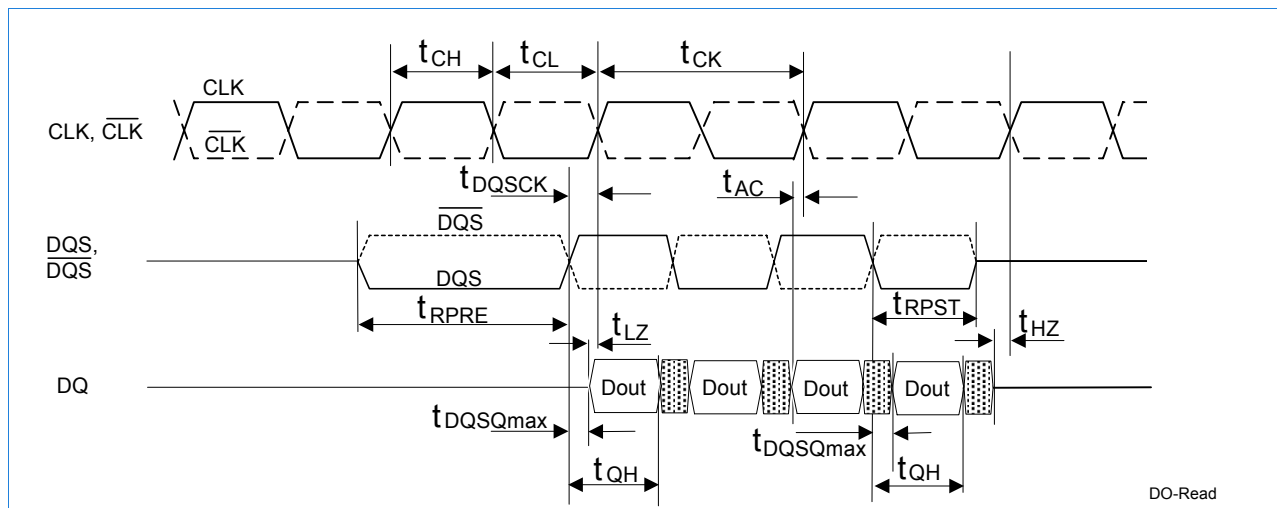 tCH tCL tCK
CLK
CLK, CLK
CLK
tDQSCK tAC
DQS
DQS,
DQS
DQS
tRPRE tRPST
tLZ tHZ
DQ Dout Dout Dout Dout
tDQSQmax tDQSQmax
tQH tQH
DO-Read